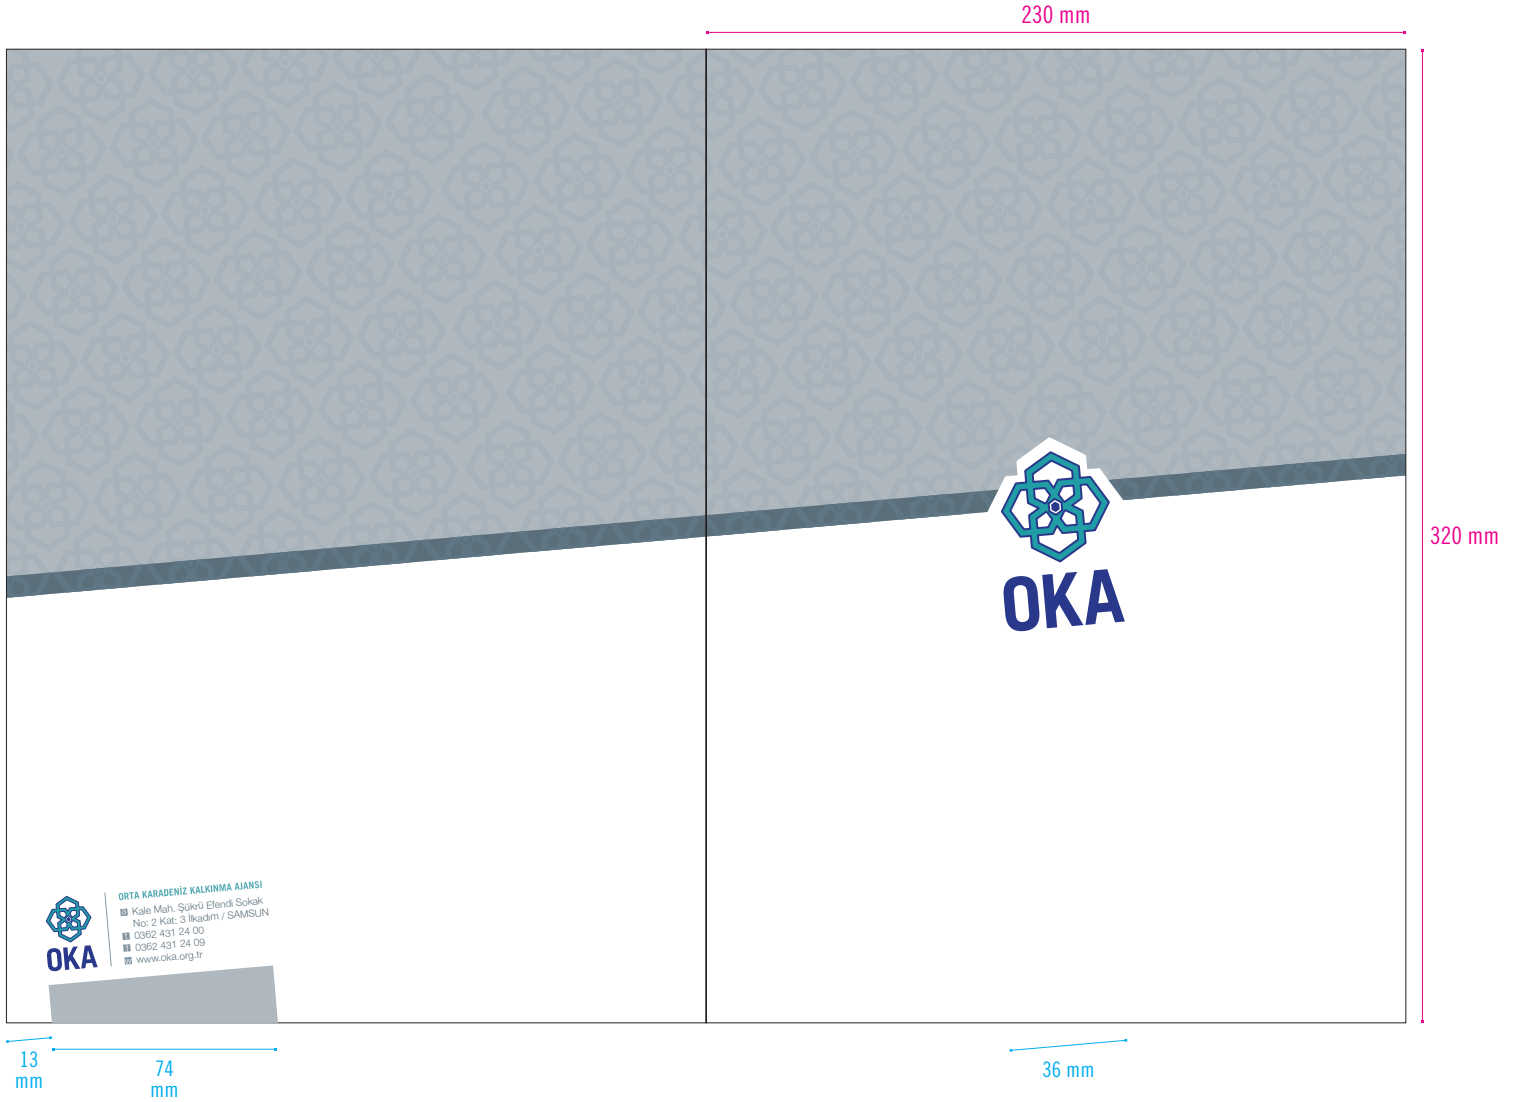 230 mm
320 mm
OKA
ORTA KARADENİZ KALKINMA AJANSI
Kale Mah. Şükrü Efendi Sokak
No: 2 Kat: 3 İlkadım / SAMSUN
0362 431 24 00
0362 431 24 09
www.oka.org.tr
OKA
13
mm
74
mm
36 mm